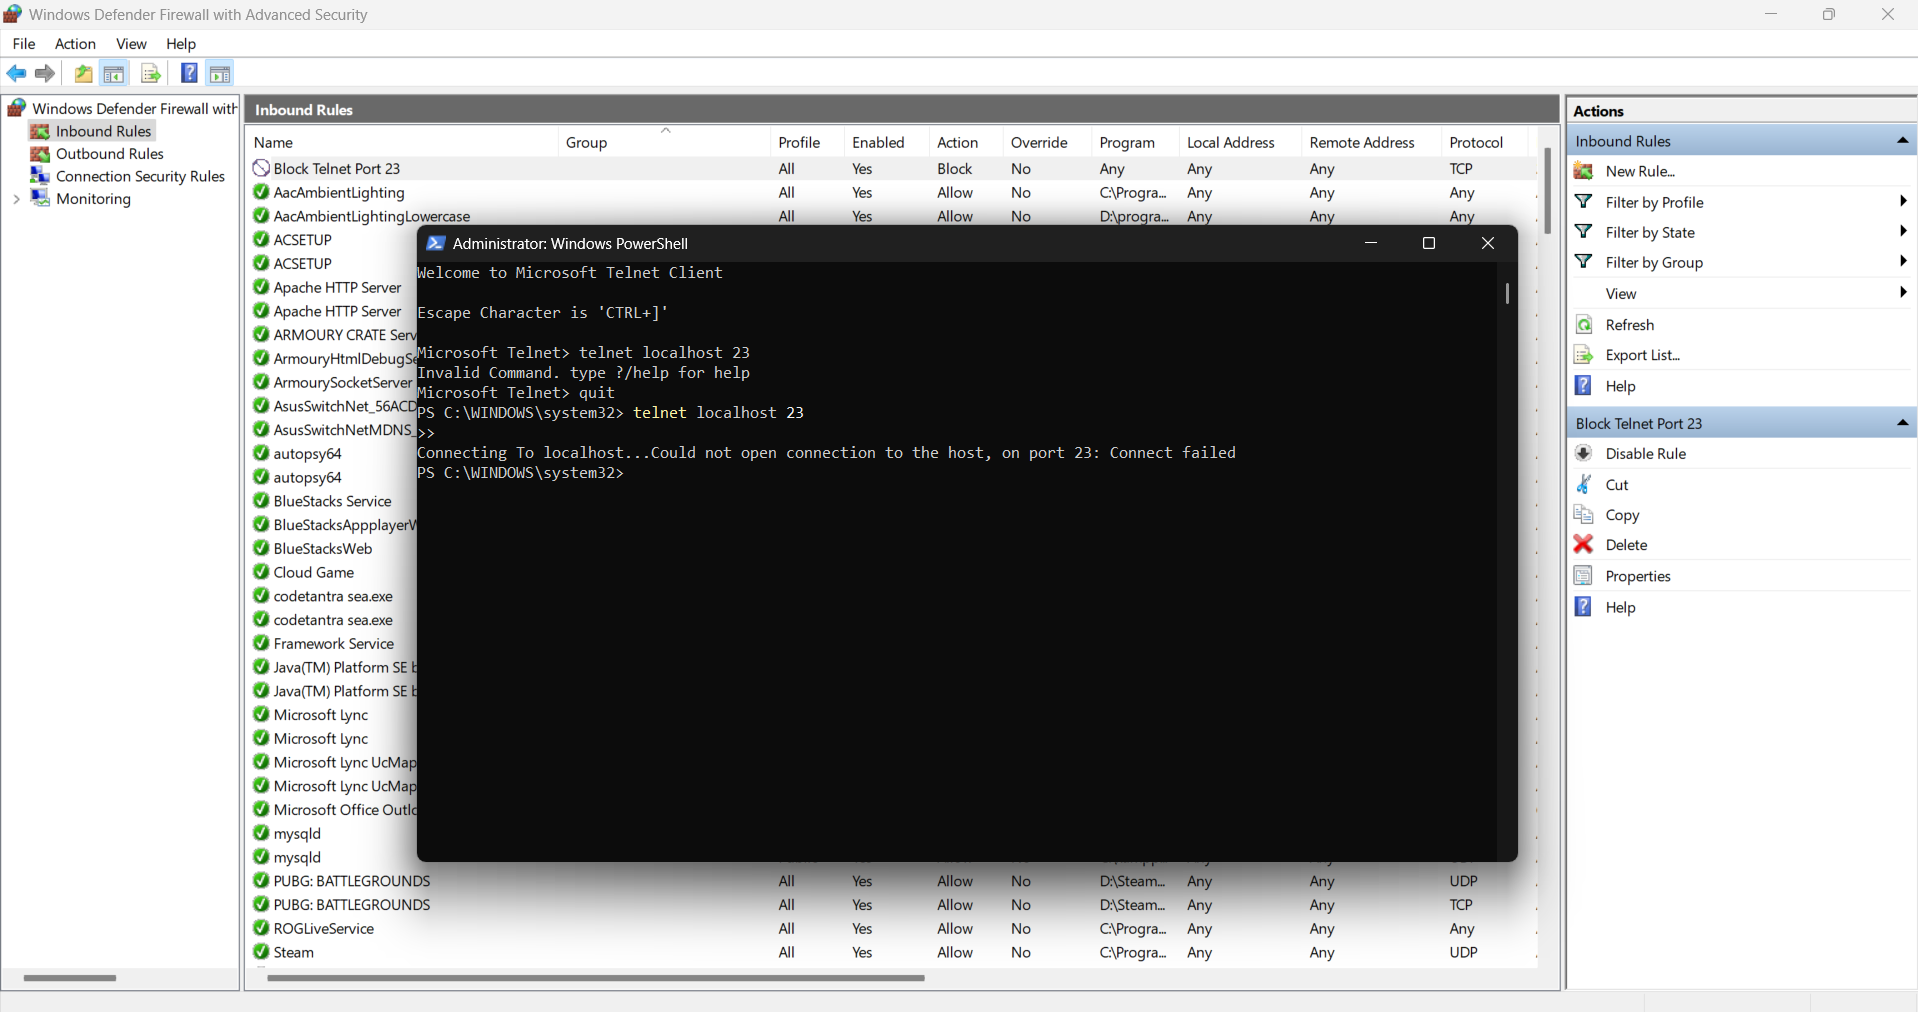 Windows Defender Firewall with Advanced Security
File Action View Help
Windows Defender Firewall with
Inbound Rules
Outbound Rules
Connection Security Rules
Monitoring
Inbound Rules
Name Group Profile Enabled Action Override Program Local Address Remote Address Protocol
Block Telnet Port 23 All Yes Block No Any Any Any TCP
AacAmbientLighting All Yes Allow No C:\Progra... Any Any Any
AacAmbientLightingLowercase All Yes Allow No D:\progra... Any Any Any
ACSETUP
ACSETUP
Apache HTTP Server
Apache HTTP Server
ARMOURY CRATE Serv
ArmouryHtmlDebugSe
ArmourySocketServer
AsusSwitchNet_56ACD
AsusSwitchNetMDNS_
autopsy64
autopsy64
BlueStacks Service
BlueStacksAppplayerW
BlueStacksWeb
Cloud Game
codetantra sea.exe
codetantra sea.exe
Framework Service
Java(TM) Platform SE b
Java(TM) Platform SE b
Microsoft Lync
Microsoft Lync
Microsoft Lync UcMap
Microsoft Lync UcMap
Microsoft Office Outlo
mysqld
mysqld
PUBG: BATTLEGROUNDS All Yes Allow No D:\Steam... Any Any UDP
PUBG: BATTLEGROUNDS All Yes Allow No D:\Steam... Any Any TCP
ROGLiveService All Yes Allow No C:\Progra... Any Any Any
Steam All Yes Allow No C:\Progra... Any Any UDP
Administrator: Windows PowerShell
Welcome to Microsoft Telnet Client
Escape Character is 'CTRL+]'
Microsoft Telnet> telnet localhost 23
Invalid Command. type ?/help for help
Microsoft Telnet> quit
PS C:\WINDOWS\system32> telnet localhost 23
>>
Connecting To localhost...Could not open connection to the host, on port 23: Connect failed
PS C:\WINDOWS\system32>
Actions
Inbound Rules
New Rule...
Filter by Profile
Filter by State
Filter by Group
View
Refresh
Export List...
Help
Block Telnet Port 23
Disable Rule
Cut
Copy
Delete
Properties
Help